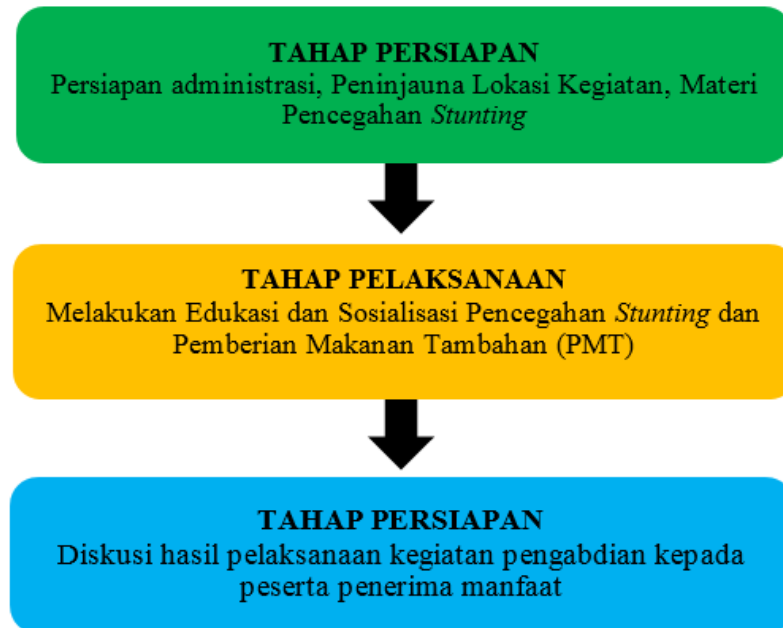 TAHAP PERSIAPAN
Persiapan administrasi, Peninjauna Lokasi Kegiatan, Materi
Pencegahan Stunting
TAHAP PELAKSANAAN
Melakukan Edukasi dan Sosialisasi Pencegahan Stunting dan
Pemberian Makanan Tambahan (PMT)
TAHAP PERSIAPAN
Diskusi hasil pelaksanaan kegiatan pengabdian kepada
peserta penerima manfaat